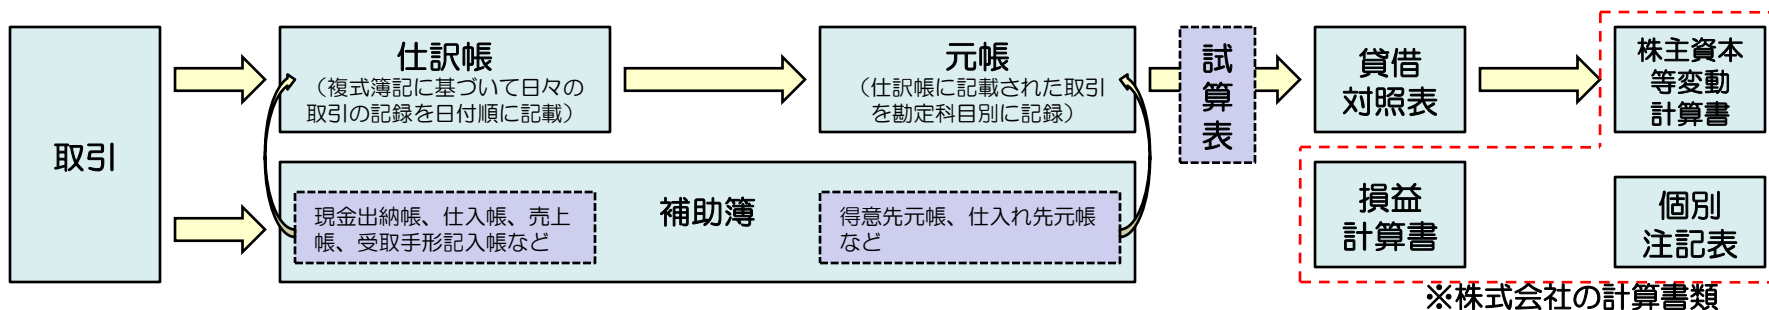 取引
仕訳帳
（複式簿記に基づいて日々の
取引の記録を日付順に記載）
元帳
（仕訳帳に記載された取引
を勘定科目別に記録）
補助簿
現金出納帳、仕入帳、売上
帳、受取手形記入帳など
得意先元帳、仕入れ先元帳
など
試
算
表
貸借
対照表
損益
計算書
株主資本
等変動
計算書
個別
注記表
※株式会社の計算書類